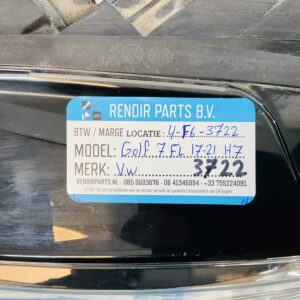 RENOIR PARTS B.V.
BTW / MARGE LOCATIE: 4-F6-3722
MODEL: Golf 7 FL 17-21 H7
MERK: VW 3722
RENOIRPARTS.NL - 085 0603676 - 06 41346994 - +33 755224091